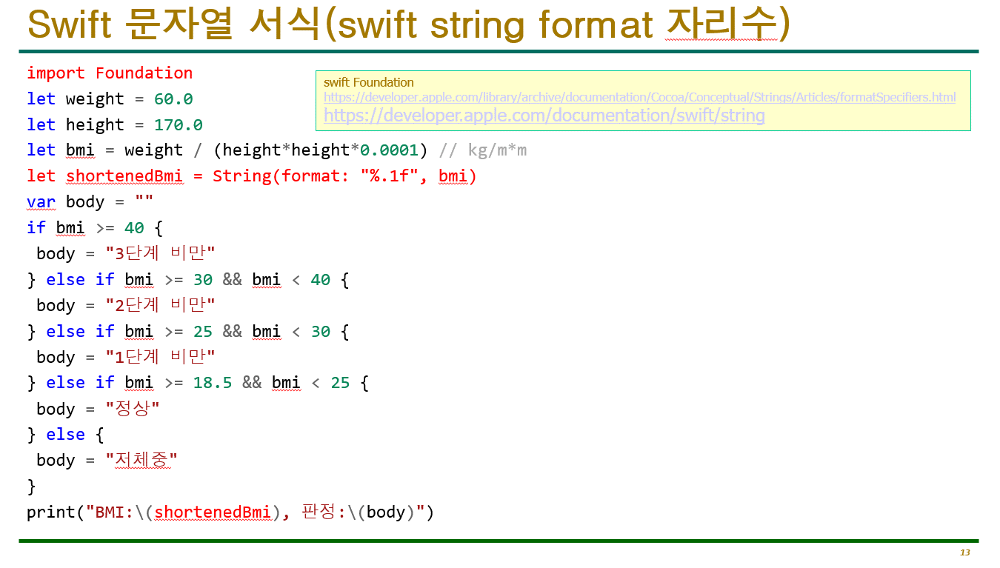 Swift 문자열 서식(swift string format 자리수)
import Foundation
let weight = 60.0
let height = 170.0
let bmi = weight / (height*height*0.0001) // kg/m*m
let shortenedBmi = String(format: "%.1f", bmi)
var body = ""
if bmi >= 40 {
 body = "3단계 비만"
} else if bmi >= 30 && bmi < 40 {
 body = "2단계 비만"
} else if bmi >= 25 && bmi < 30 {
 body = "1단계 비만"
} else if bmi >= 18.5 && bmi < 25 {
 body = "정상"
} else {
 body = "저체중"
}
print("BMI:\(shortenedBmi), 판정:\(body)")
swift Foundation
https://developer.apple.com/library/archive/documentation/Cocoa/Conceptual/Strings/Articles/formatSpecifiers.html
https://developer.apple.com/documentation/swift/string
13